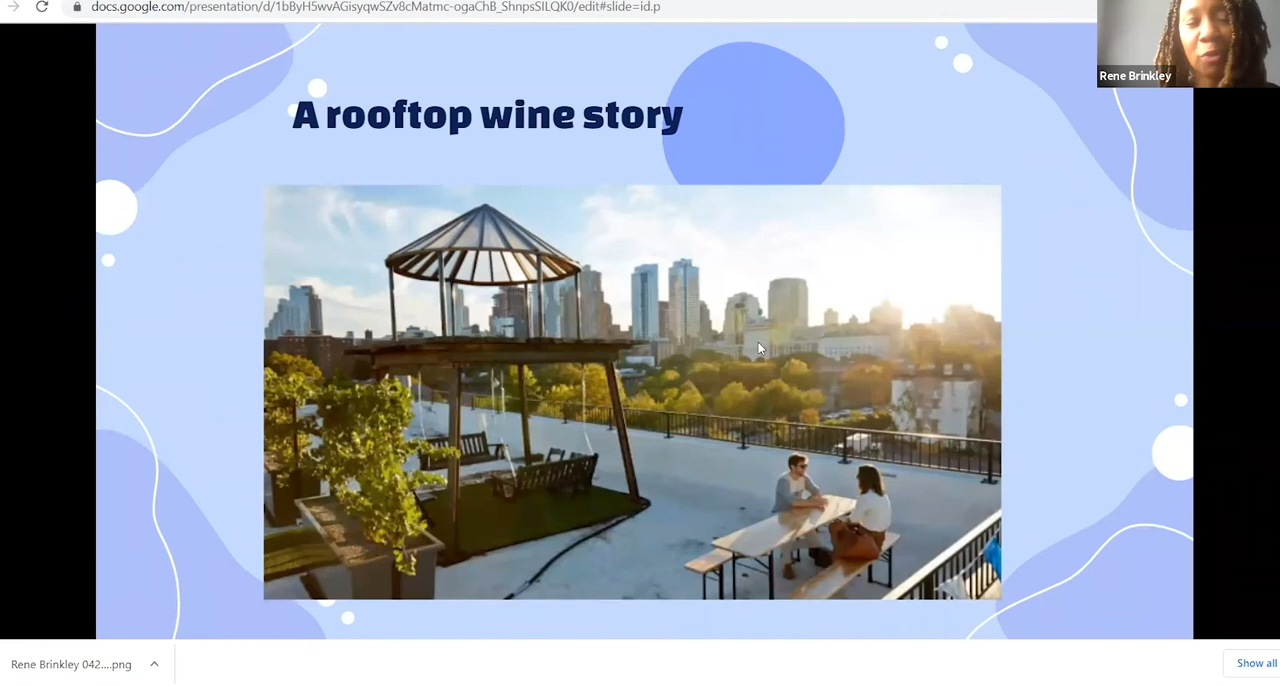 docs.google.com/presentation/d/1bByH5wvAGisyqwSZv8cMatmc-ogaChB_ShnpsSILQK0/edit#slide=id.p
Rene Brinkley
A rooftop wine story
Rene Brinkley 042....png
Show all